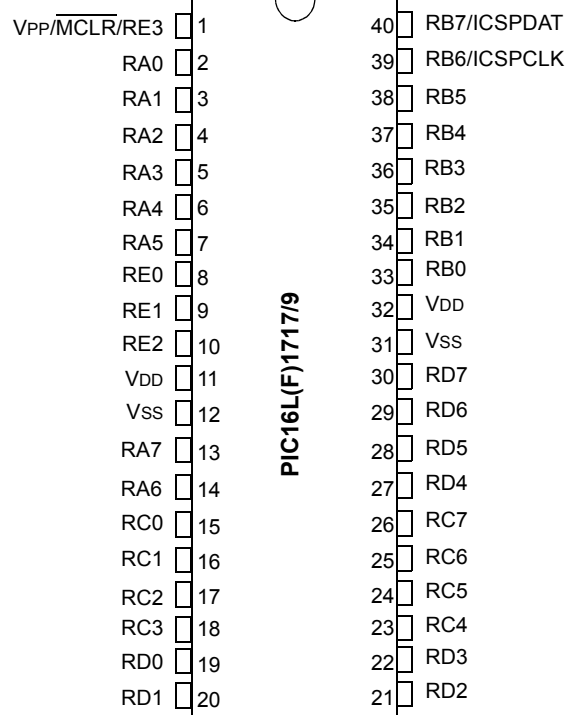 VPP/MCLR/RE3 1 40 RB7/ICSPDAT
RA0 2 39 RB6/ICSPCLK
RA1 3 38 RB5
RA2 4 37 RB4
RA3 5 36 RB3
RA4 6 35 RB2
RA5 7 34 RB1
RE0 8 33 RB0
RE1 9 32 VDD
RE2 10 31 VSS
VDD 11 30 RD7
VSS 12 29 RD6
RA7 13 28 RD5
RA6 14 27 RD4
RC0 15 26 RC7
RC1 16 25 RC6
RC2 17 24 RC5
RC3 18 23 RC4
RD0 19 22 RD3
RD1 20 21 RD2
PIC16L(F)1717/9